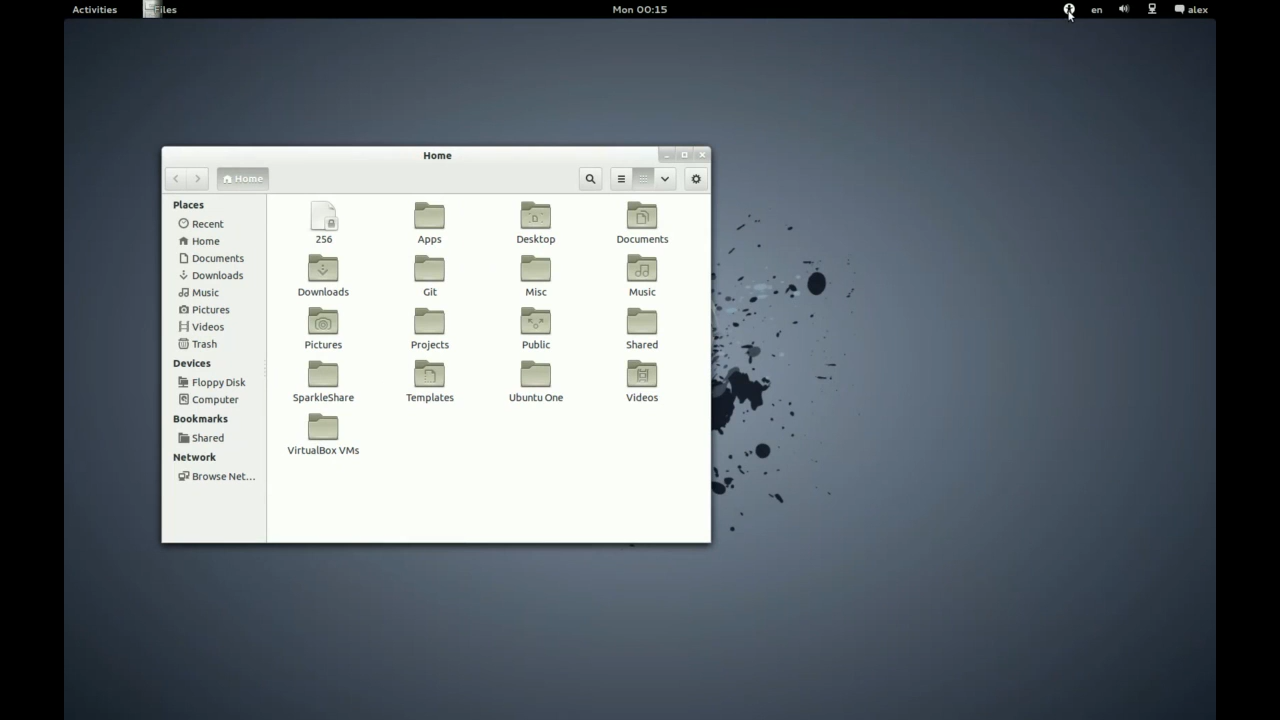 Activities Files Mon 00:15 en alex
Home
Home
Places
Recent
Home
Documents
Downloads
Music
Pictures
Videos
Trash
Devices
Floppy Disk
Computer
Bookmarks
Shared
Network
Browse Net...
256 Apps Desktop Documents
Downloads Git Misc Music
Pictures Projects Public Shared
SparkleShare Templates Ubuntu One Videos
VirtualBox VMs